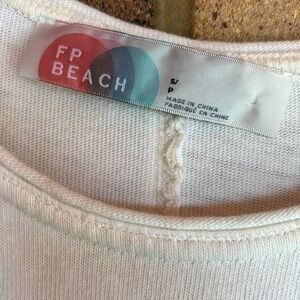 FP
BEACH
S/
P
MADE IN CHINA
FABRIQUÉ EN CHINE